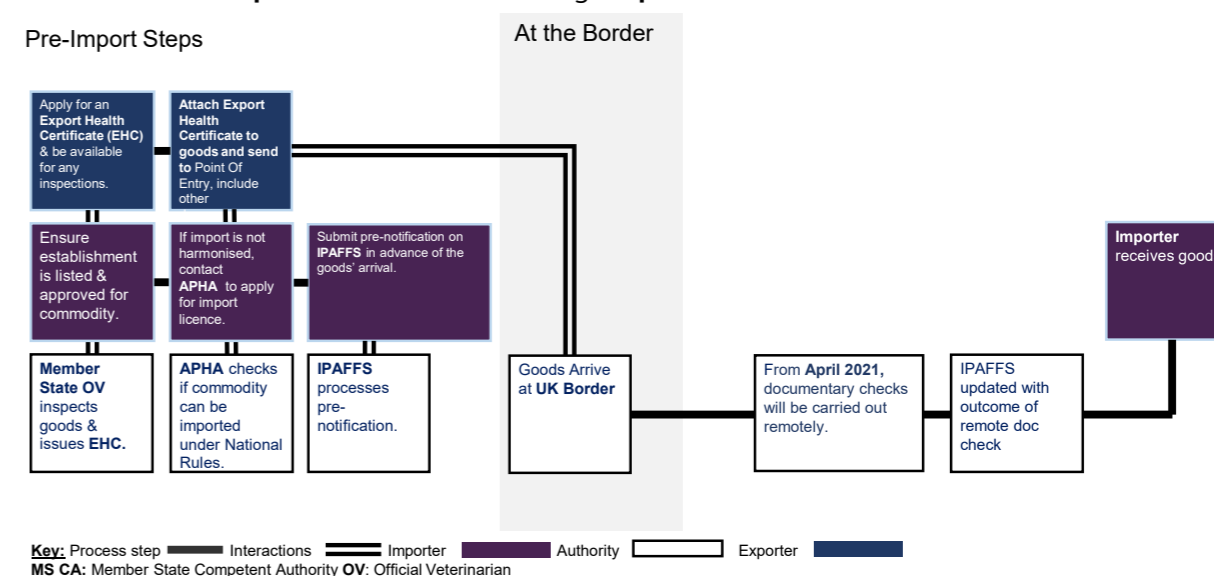 Pre-Import Steps
At the Border
Apply for an
Export Health
Certificate (EHC)
& be available
for any
inspections.
Attach Export
Health
Certificate to
goods and send
to Point Of
Entry, include
other
Ensure
establishment
is listed &
approved for
commodity.
If import is not
harmonised,
contact
APHA to apply
for import
licence.
Submit pre-notification on
IPAFFS in advance of the
goods' arrival.
Importer
receives good
Member
State OV
inspects
goods &
issues EHC.
APHA checks
if commodity
can be
imported
under National
Rules.
IPAFFS
processes
pre-
notification.
Goods Arrive
at UK Border
From April 2021,
documentary checks
will be carried out
remotely.
IPAFFS
updated with
outcome of
remote doc
check
Key: Process step Interactions Importer Authority Exporter
MS CA: Member State Competent Authority OV: Official Veterinarian